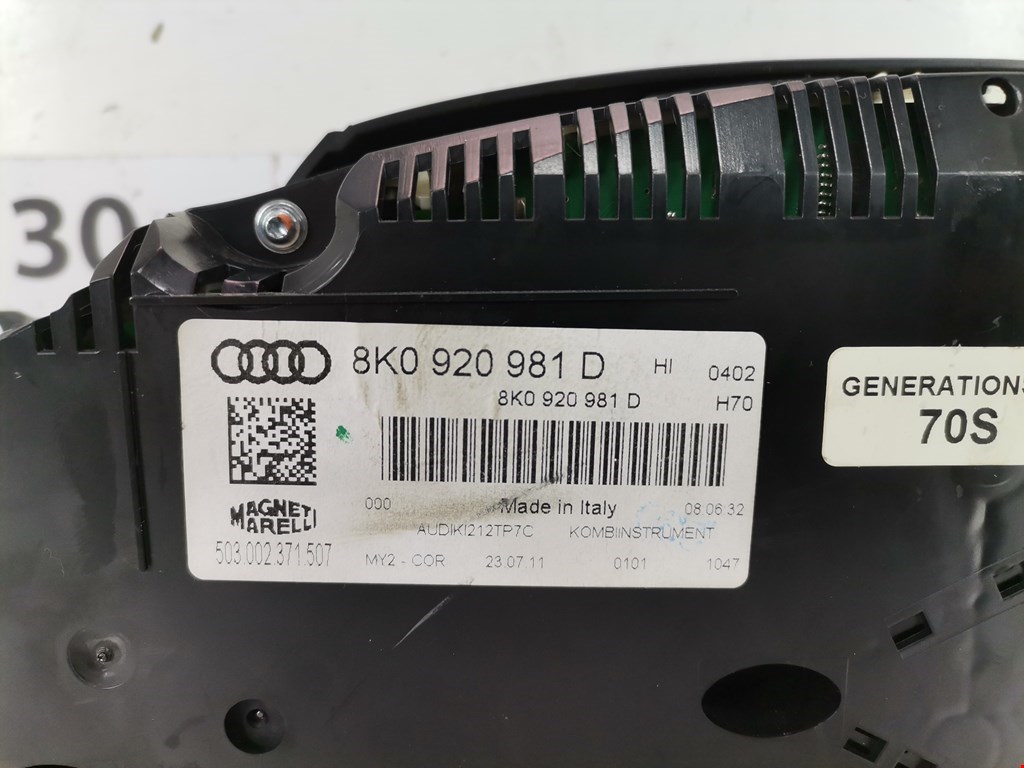 30
8K0 920 981 D HI 0402
8K0 920 981 D H70
GENERATION
70S
MAGNETI
MARELLI
503.002.371.507
000 Made in Italy 08:06:32
AUDIKI212TP7C KOMBIINSTRUMENT
MY2 - COR 23.07.11 0101 1047